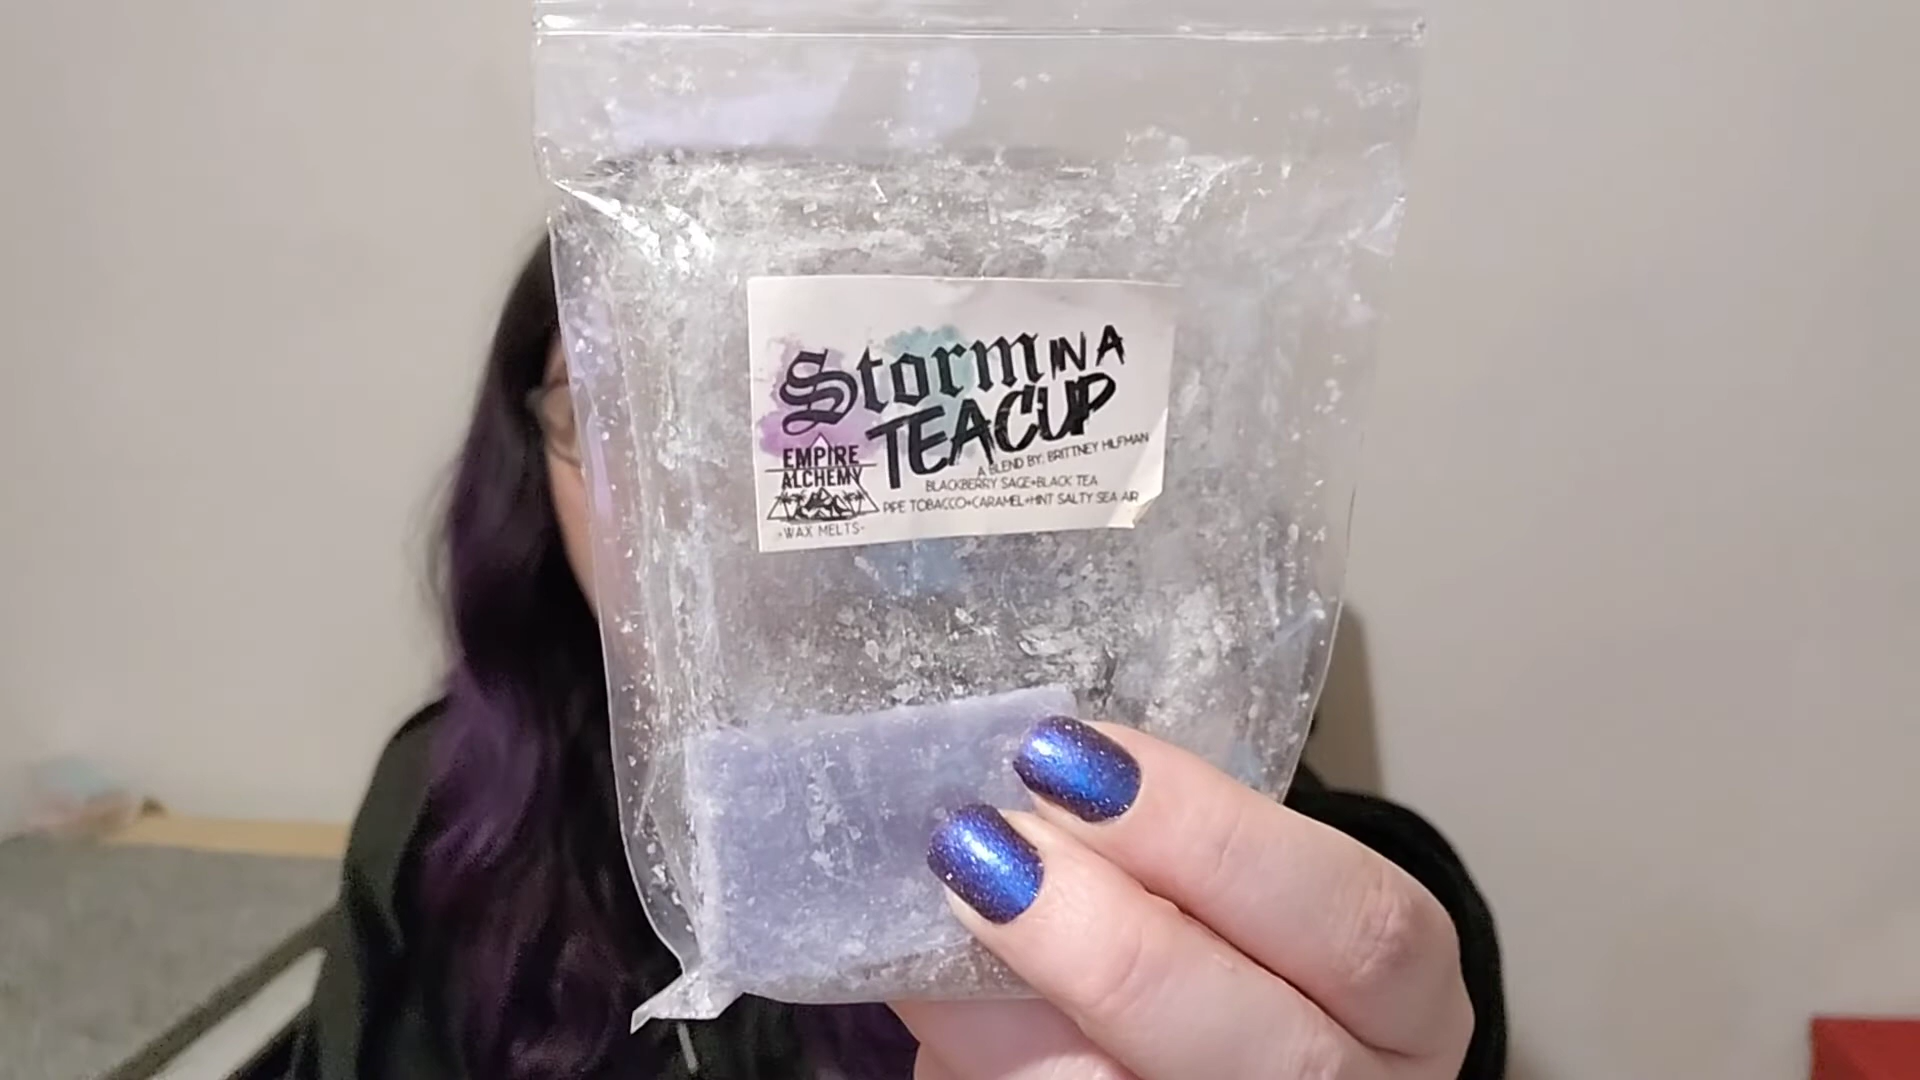 Storm IN A
TEACUP
A BLEND BY: BRITTNEY HILFMAN
BLACKBERRY SAGE+BLACK TEA
PIPE TOBACCO+CARAMEL+HINT SALTY SEA AIR
EMPIRE
ALCHEMY
-WAX MELTS-